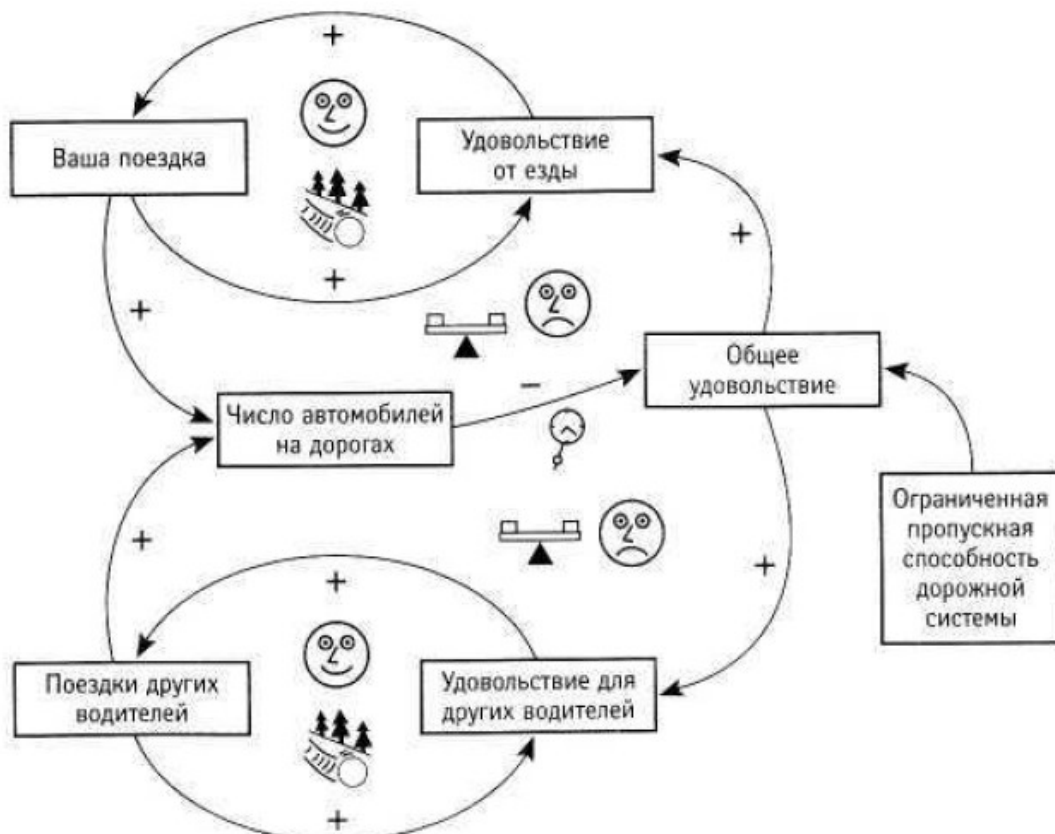 +
Ваша поездка
Удовольствие
от езды
+
+
+
−
Общее
удовольствие
Число автомобилей
на дорогах
Ограниченная
пропускная
способность
дорожной
системы
+
+
+
Поездки других
водителей
Удовольствие для
других водителей
+